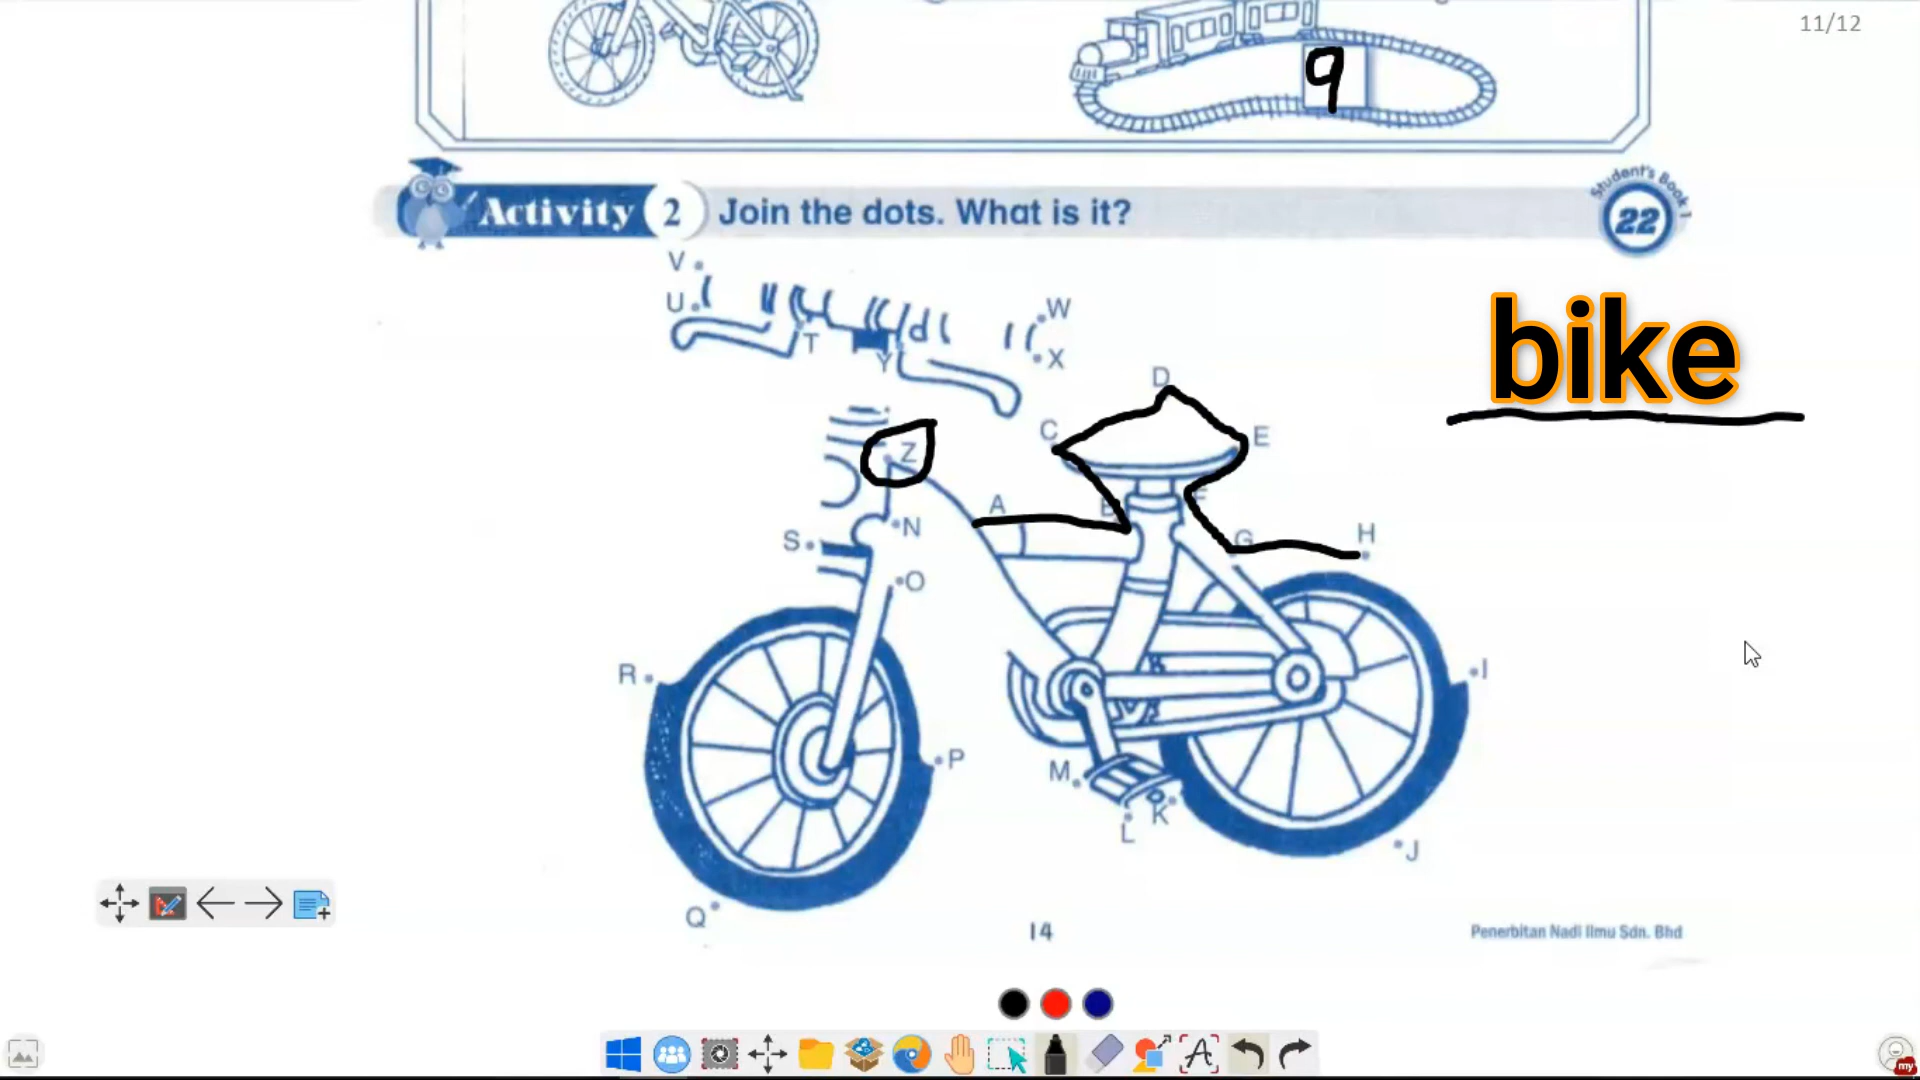 11/12
9
Activity 2 Join the dots. What is it?
Student's Book 1
22
V
U
W
T
X
Y
bike
D
C
E
Z
A
B
F
N
G
H
S
O
R
I
P
M
K
L
J
Q
14
Penerbitan Nadi Ilmu Sdn. Bhd
A
my